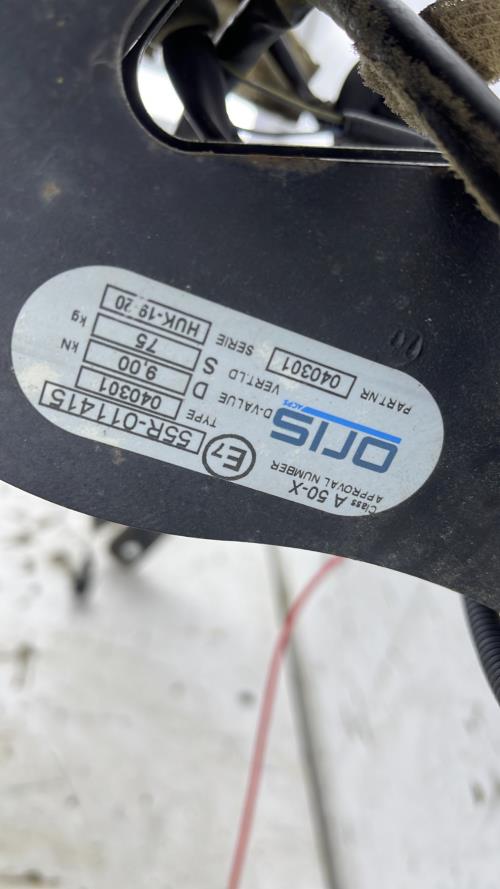 Class
A 50-X
APPROVAL NUMBER
E7
55R-011415
ORIS
ACPS
TYPE 040301
D-VALUE D 9.00 kN
VERT.LD S 75 kg
PART NR 040301 SERIE HUK-19-20